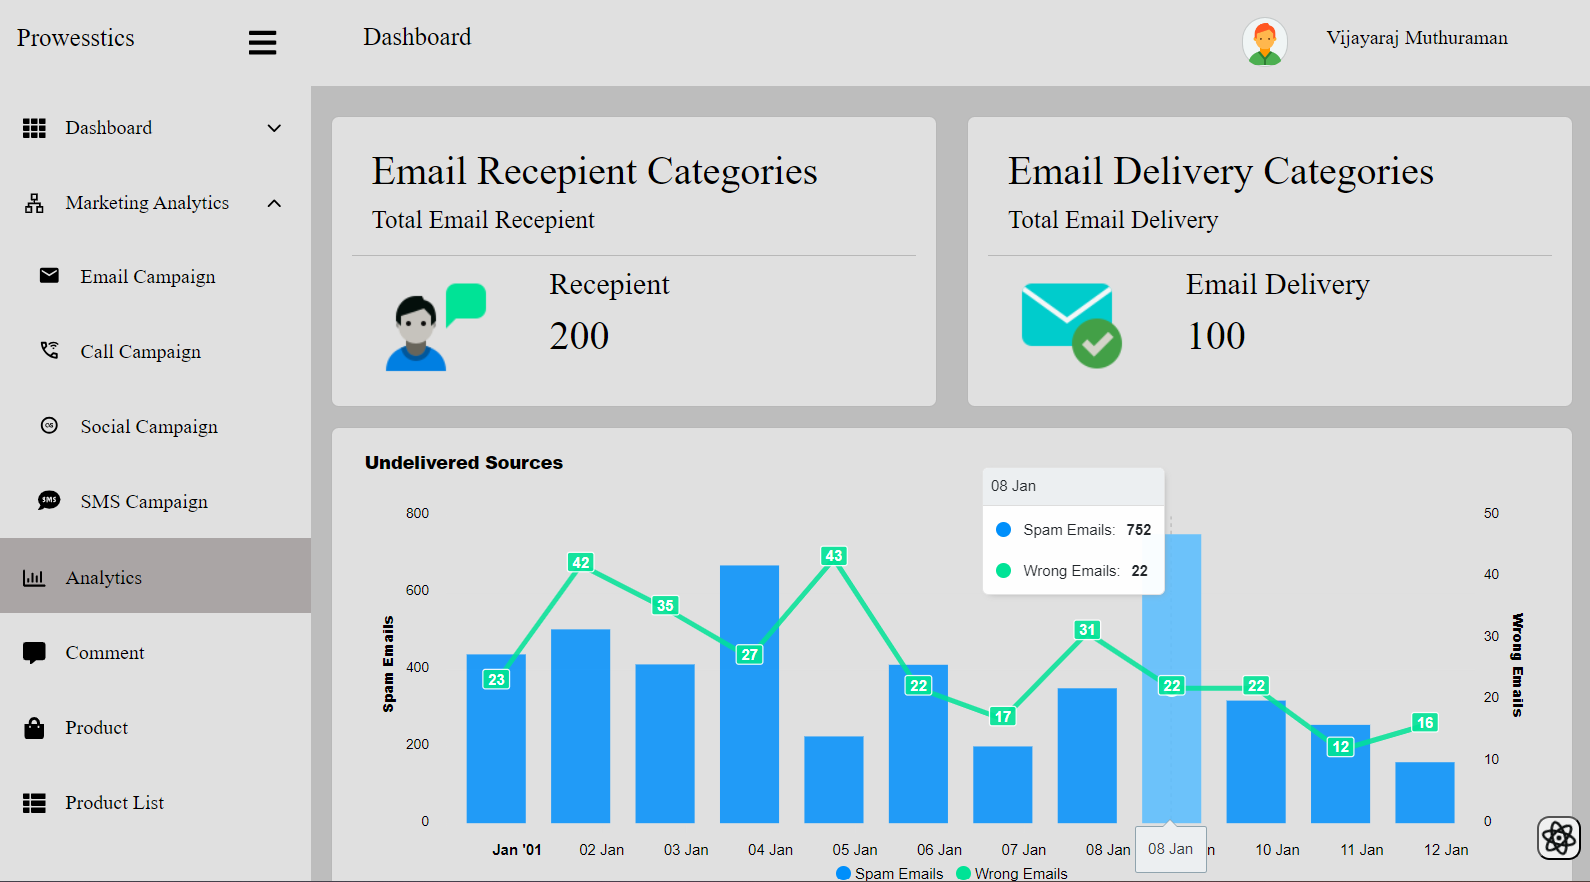 Prowesstics
Dashboard
Vijayaraj Muthuraman
Dashboard
Marketing Analytics
Email Campaign
Call Campaign
Social Campaign
SMS
SMS Campaign
Analytics
Comment
Product
Product List
Email Recepient Categories
Total Email Recepient
Recepient
200
Email Delivery Categories
Total Email Delivery
Email Delivery
100
Undelivered Sources
08 Jan
Spam Emails: 752
Wrong Emails: 22
800
600
400
200
0
Spam Emails
23
42
35
27
43
22
17
31
22
22
12
16
50
40
30
20
10
0
Wrong Emails
Jan '01 02 Jan 03 Jan 04 Jan 05 Jan 06 Jan 07 Jan 08 Jan 08 Jan n 10 Jan 11 Jan 12 Jan
Spam Emails Wrong Emails